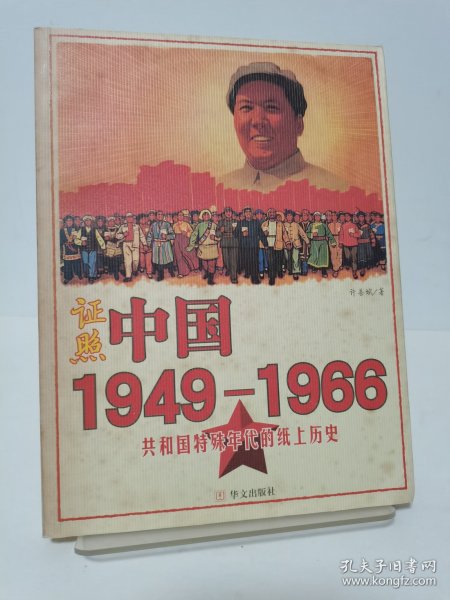 许善斌/著
证照
中国
1949-1966
共和国特殊年代的纸上历史
华文出版社
孔夫子旧书网
www.kongfz.com